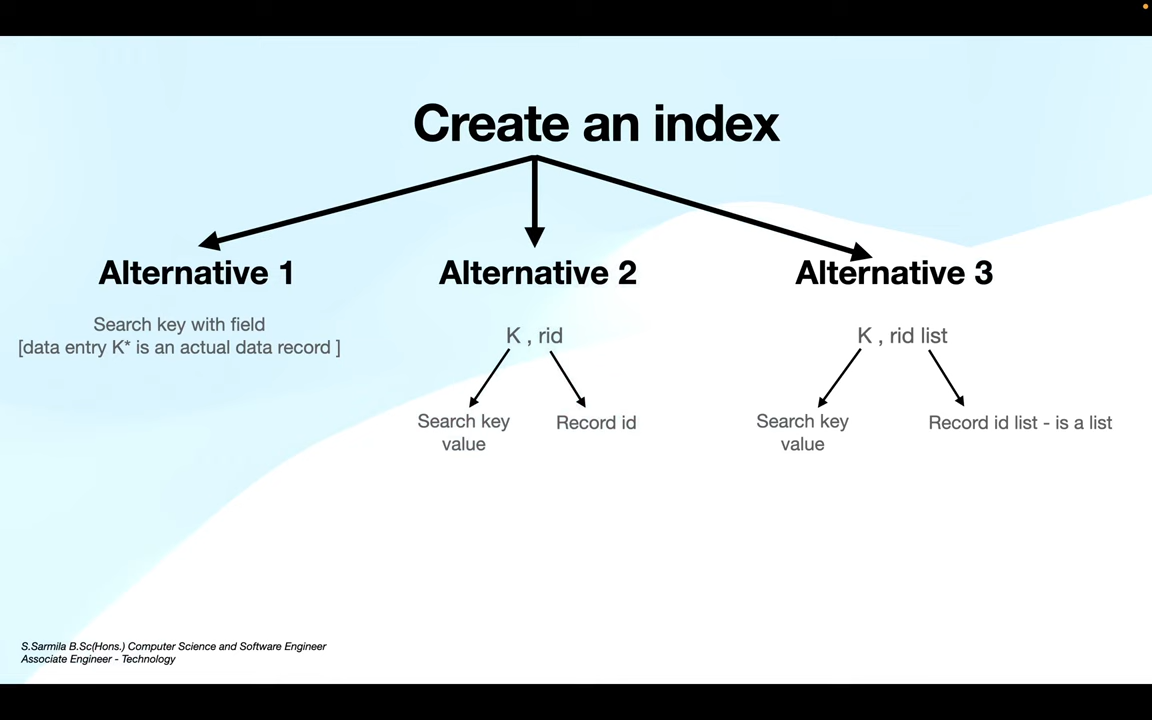 Create an index
Alternative 1
Alternative 2
Alternative 3
Search key with field
[data entry K* is an actual data record ]
K , rid
K , rid list
Search key
value
Record id
Search key
value
Record id list - is a list
S.Sarmila B.Sc(Hons.) Computer Science and Software Engineer
Associate Engineer - Technology